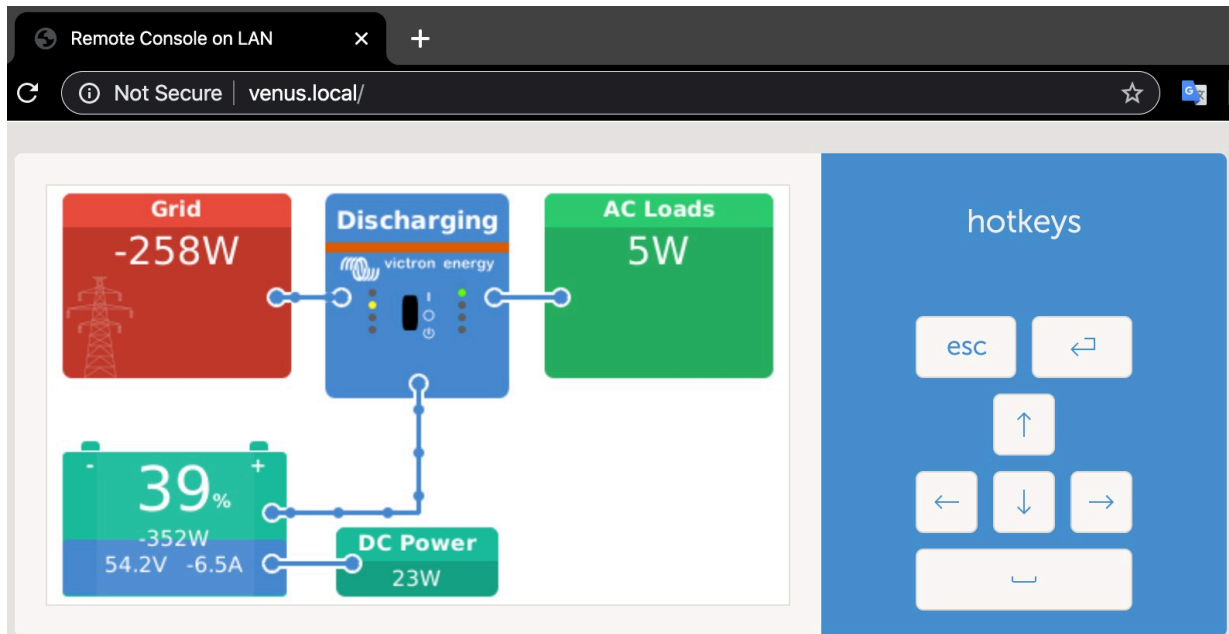 Remote Console on LAN
Not Secure venus.local/
Grid
-258W
Discharging
victron energy
AC Loads
5W
- 39% +
-352W
54.2V -6.5A
DC Power
23W
hotkeys
esc